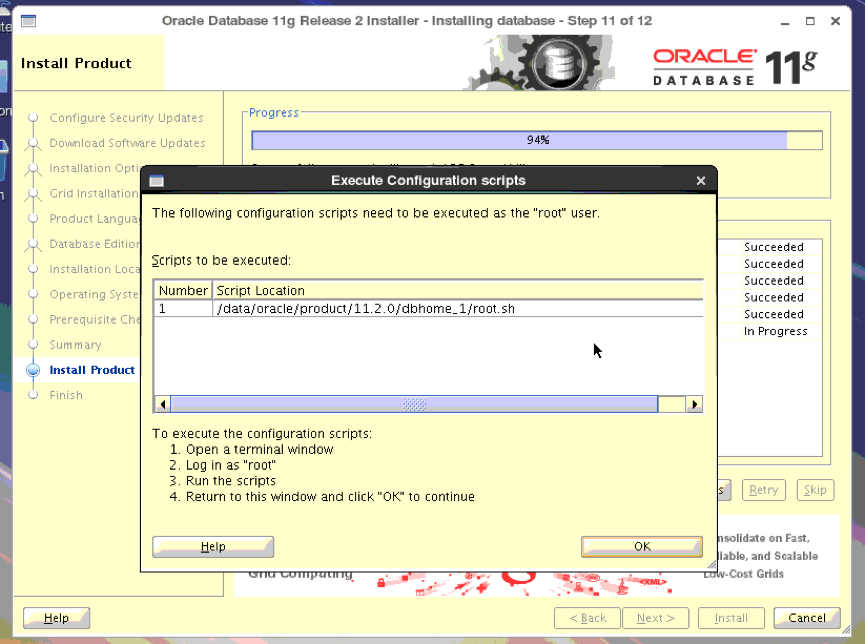 Oracle Database 11g Release 2 Installer - Installing database - Step 11 of 12
Install Product
ORACLE
DATABASE 11g
Configure Security Updates
Download Software Updates
Installation Opti
Grid Installation
Product Langua
Database Edition
Installation Loca
Operating Syste
Prerequisite Che
Summary
Install Product
Finish
Progress
94%
Execute Configuration scripts
The following configuration scripts need to be executed as the "root" user.
Scripts to be executed:
Number Script Location
1 /data/oracle/product/11.2.0/dbhome_1/root.sh
To execute the configuration scripts:
1. Open a terminal window
2. Log in as "root"
3. Run the scripts
4. Return to this window and click "OK" to continue
Help OK
Succeeded
Succeeded
Succeeded
Succeeded
Succeeded
In Progress
s Retry Skip
nsolidate on Fast,
liable, and Scalable
Low-Cost Grids
Grid Computing
<XML>
Help < Back Next > Install Cancel